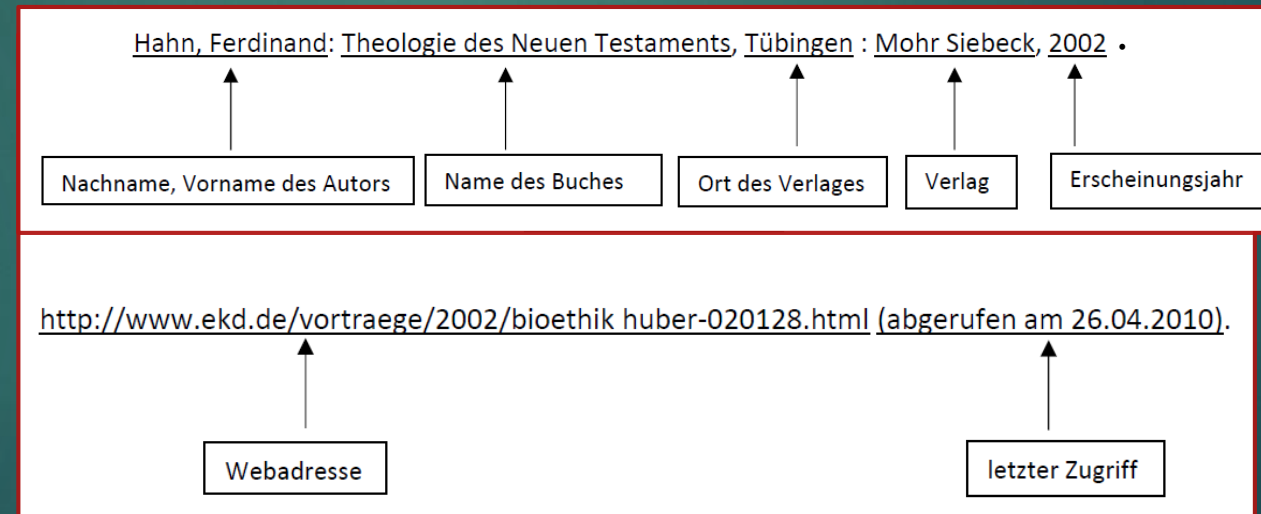 Hahn, Ferdinand: Theologie des Neuen Testaments, Tübingen : Mohr Siebeck, 2002 .
Nachname, Vorname des Autors
Name des Buches
Ort des Verlages
Verlag
Erscheinungsjahr
http://www.ekd.de/vortraege/2002/bioethik huber-020128.html (abgerufen am 26.04.2010).
Webadresse
letzter Zugriff